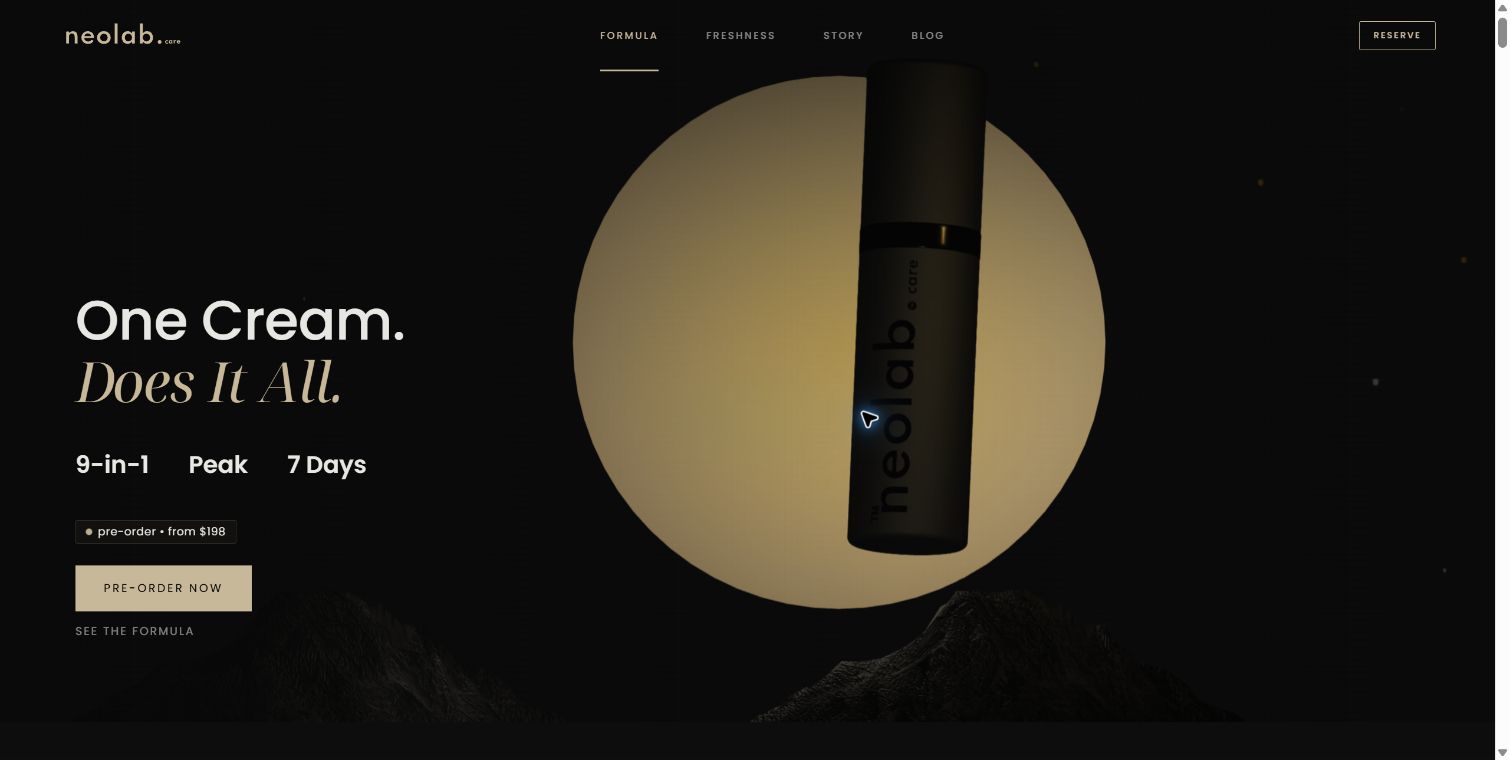 neolab.care
FORMULA FRESHNESS STORY BLOG
RESERVE
neolab.care
TM
One Cream.
Does It All.
9-in-1 Peak 7 Days
pre-order • from $198
PRE-ORDER NOW
SEE THE FORMULA